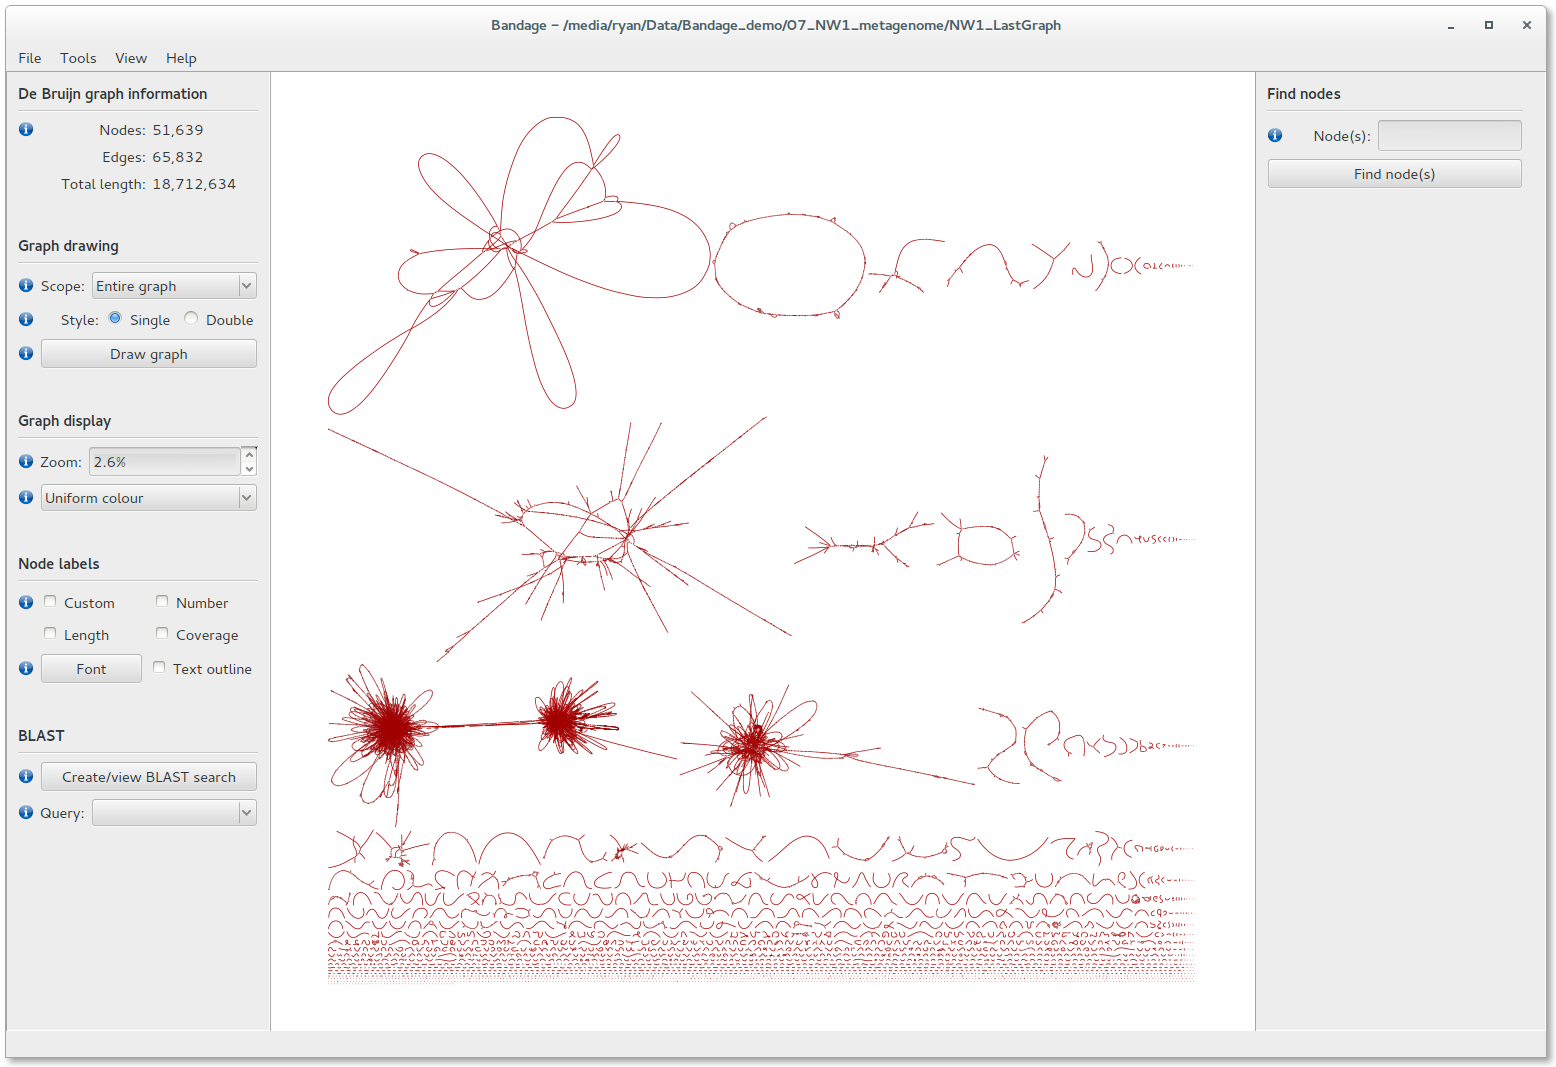 Bandage – /media/ryan/Data/Bandage_demo/07_NW1_metagenome/NW1_LastGraph
File Tools View Help
De Bruijn graph information
Nodes: 51,639
Edges: 65,832
Total length: 18,712,634
Graph drawing
Scope: Entire graph
Style: Single Double
Draw graph
Graph display
Zoom: 2.6%
Uniform colour
Node labels
Custom Number
Length Coverage
Font Text outline
BLAST
Create/view BLAST search
Query:
Find nodes
Node(s):
Find node(s)